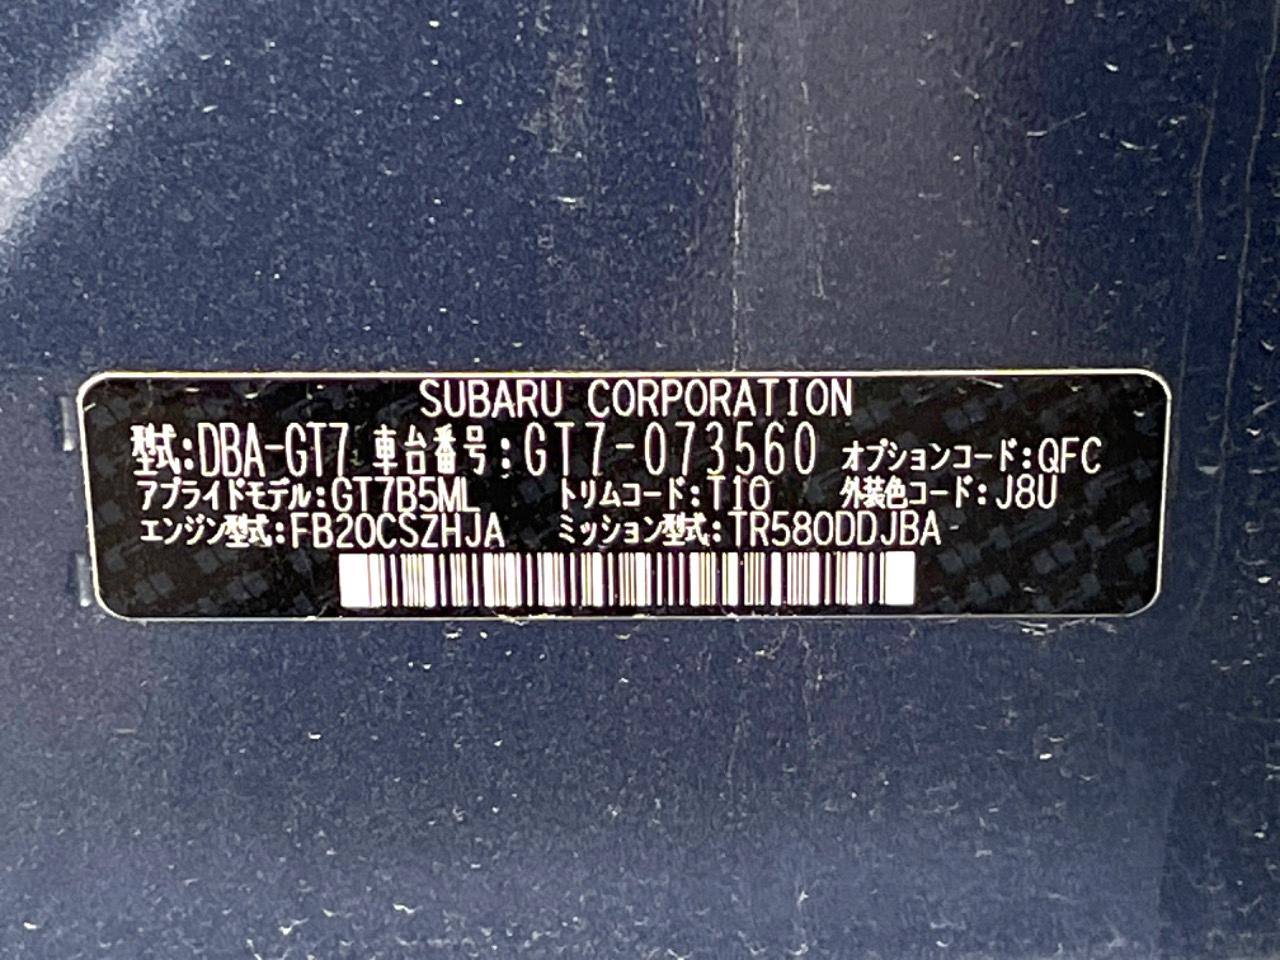 SUBARU CORPORATION
型式:DBA-GT7 車台番号:GT7-073560 オプションコード:QFC
アプライドモデル:GT7B5ML トリムコード:T10 外装色コード:J8U
エンジン型式:FB20CSZHJA ミッション型式:TR580DDJBA